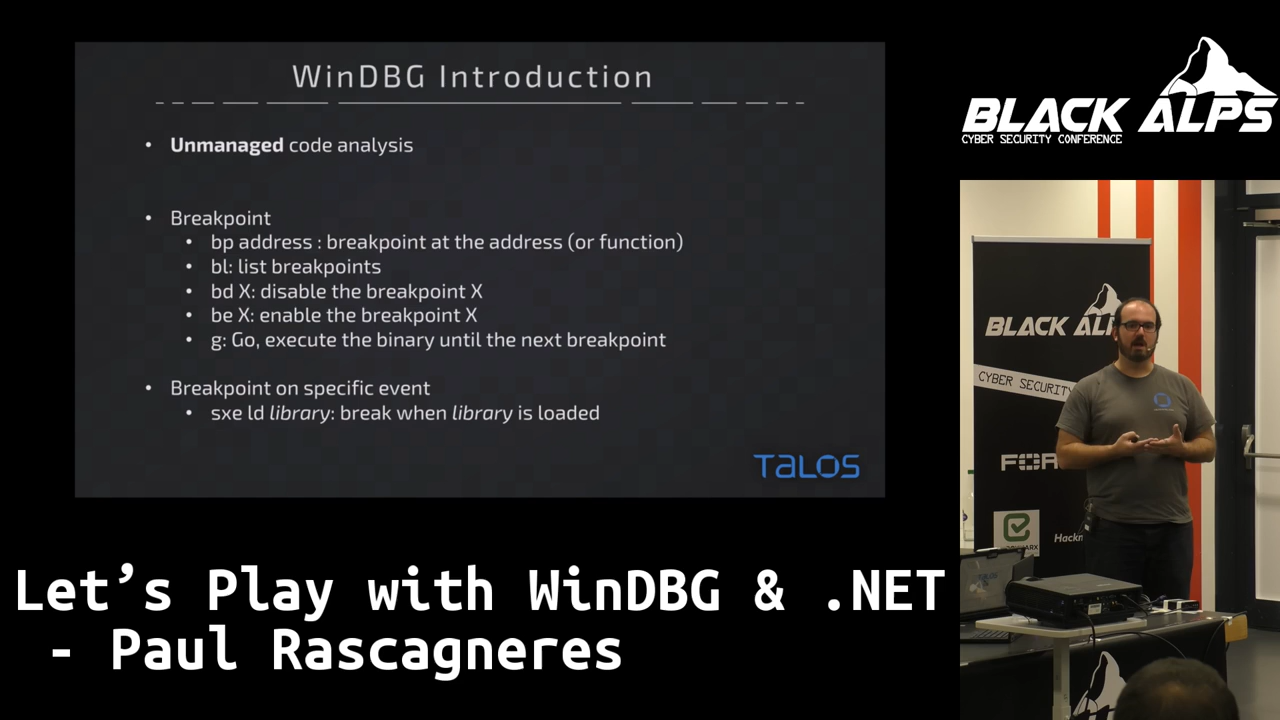 WinDBG Introduction
• Unmanaged code analysis
• Breakpoint
• bp address : breakpoint at the address (or function)
• bl: list breakpoints
• bd X: disable the breakpoint X
• be X: enable the breakpoint X
• g: Go, execute the binary until the next breakpoint
• Breakpoint on specific event
• sxe ld library: break when library is loaded
TALOS
BLACK ALPS
CYBER SECURITY CONFERENCE
BLACK ALP
CYBER SECURITY
FOR
Hackn
Let’s Play with WinDBG & .NET
- Paul Rascagneres